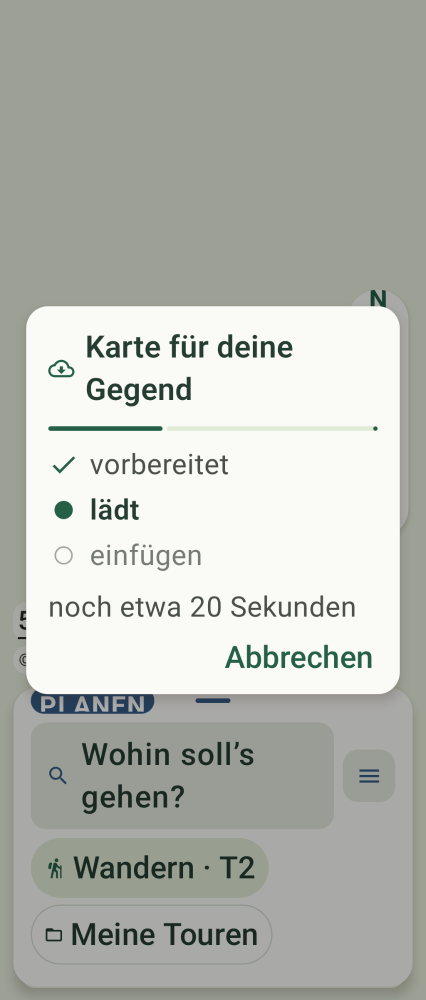 N
Karte für deine
Gegend
vorbereitet
lädt
einfügen
noch etwa 20 Sekunden
5
©
Abbrechen
PLANEN
Wohin soll’s
gehen?
Wandern · T2
Meine Touren